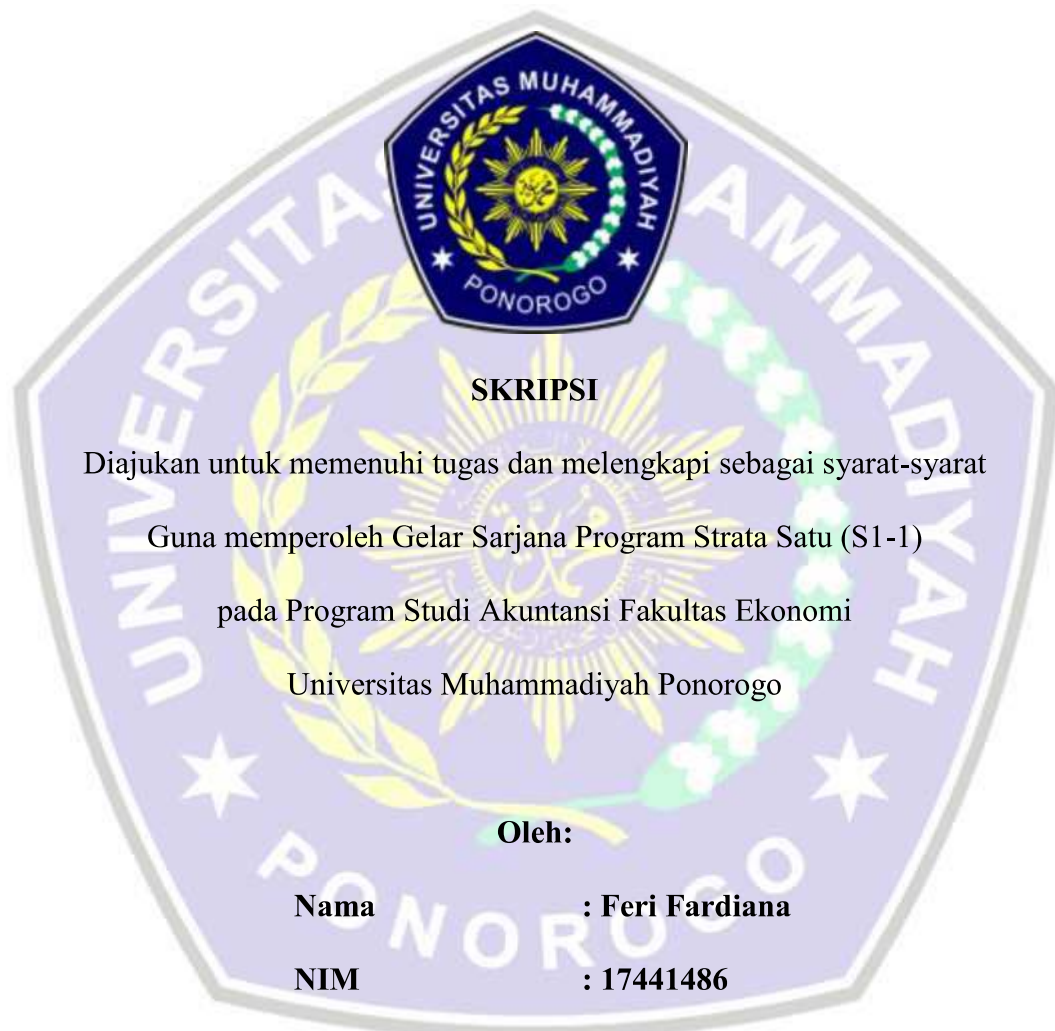 UNIVERSITAS MUHAMMADIYAH
PONOROGO
SKRIPSI
Diajukan untuk memenuhi tugas dan melengkapi sebagai syarat-syarat
Guna memperoleh Gelar Sarjana Program Strata Satu (S1-1)
pada Program Studi Akuntansi Fakultas Ekonomi
Universitas Muhammadiyah Ponorogo
Oleh:
Nama : Feri Fardiana
NIM : 17441486